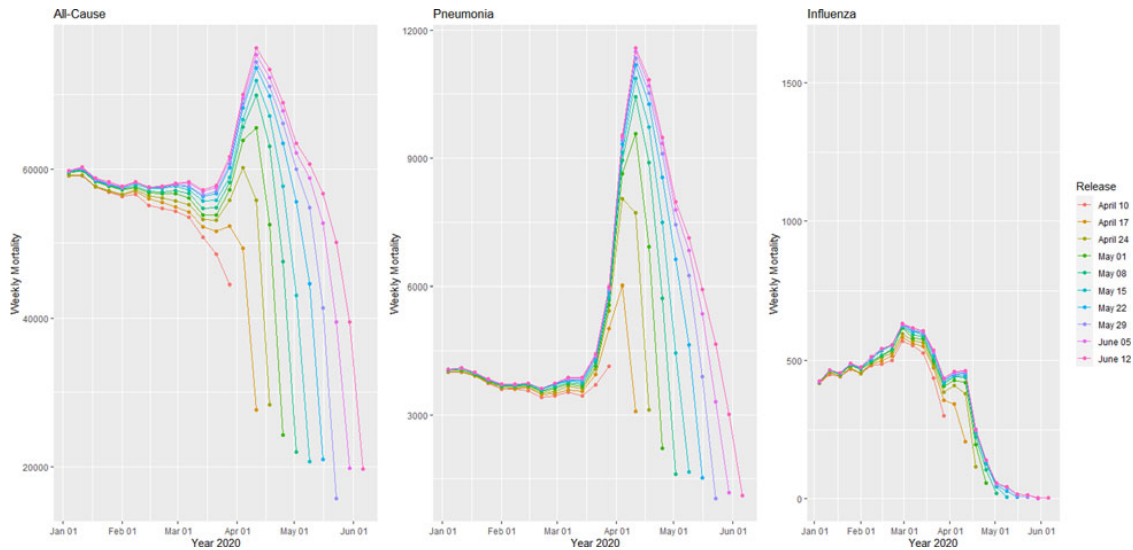 All-Cause
Pneumonia
Influenza
Weekly Mortality
60000
40000
20000
Jan 01 Feb 01 Mar 01 Apr 01 May 01 Jun 01
Year 2020
Weekly Mortality
12000
9000
6000
3000
Jan 01 Feb 01 Mar 01 Apr 01 May 01 Jun 01
Year 2020
Weekly Mortality
1500
1000
500
0
Jan 01 Feb 01 Mar 01 Apr 01 May 01 Jun 01
Year 2020
Release
April 10
April 17
April 24
May 01
May 08
May 15
May 22
May 29
June 05
June 12